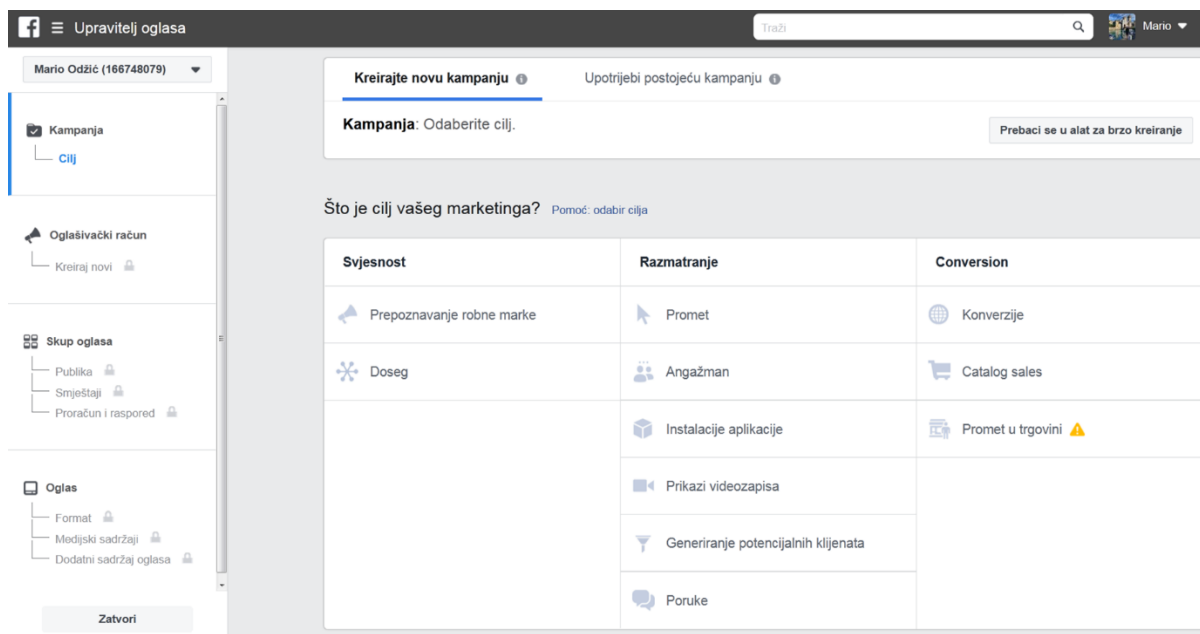 Upravitelj oglasa
Traži
Mario
Mario Odžić (166748079)
Kampanja
Cilj
Oglašivački račun
Kreiraj novi
Skup oglasa
Publika
Smještaji
Proračun i raspored
Oglas
Format
Medijski sadržaji
Dodatni sadržaj oglasa
Zatvori
Kreirajte novu kampanju
Upotrijebi postojeću kampanju
Kampanja: Odaberite cilj.
Prebaci se u alat za brzo kreiranje
Što je cilj vašeg marketinga? Pomoć: odabir cilja
Svjesnost
Razmatranje
Conversion
Prepoznavanje robne marke
Promet
Konverzije
Doseg
Angažman
Catalog sales
Instalacije aplikacije
Promet u trgovini
Prikazi videozapisa
Generiranje potencijalnih klijenata
Poruke